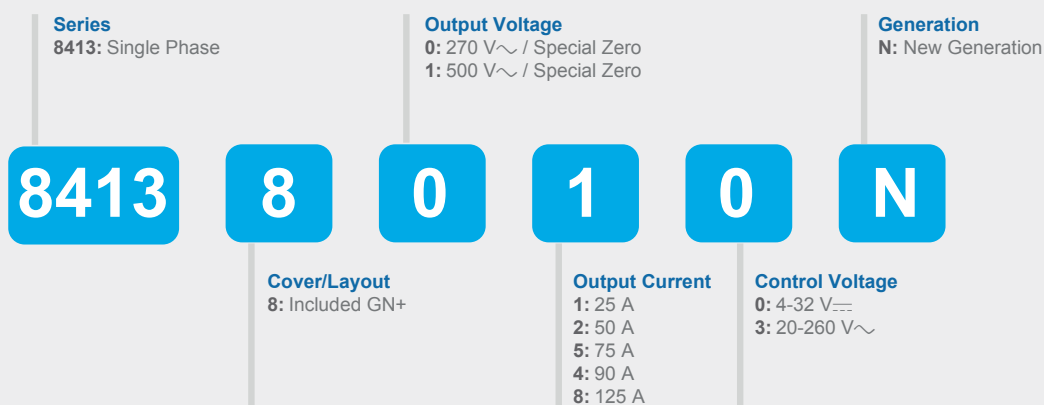 Series
8413: Single Phase
Output Voltage
0: 270 V∿ / Special Zero
1: 500 V∿ / Special Zero
Generation
N: New Generation
8413 8 0 1 0 N
Cover/Layout
8: Included GN+
Output Current
1: 25 A
2: 50 A
5: 75 A
4: 90 A
8: 125 A
Control Voltage
0: 4-32 V⎓
3: 20-260 V∿